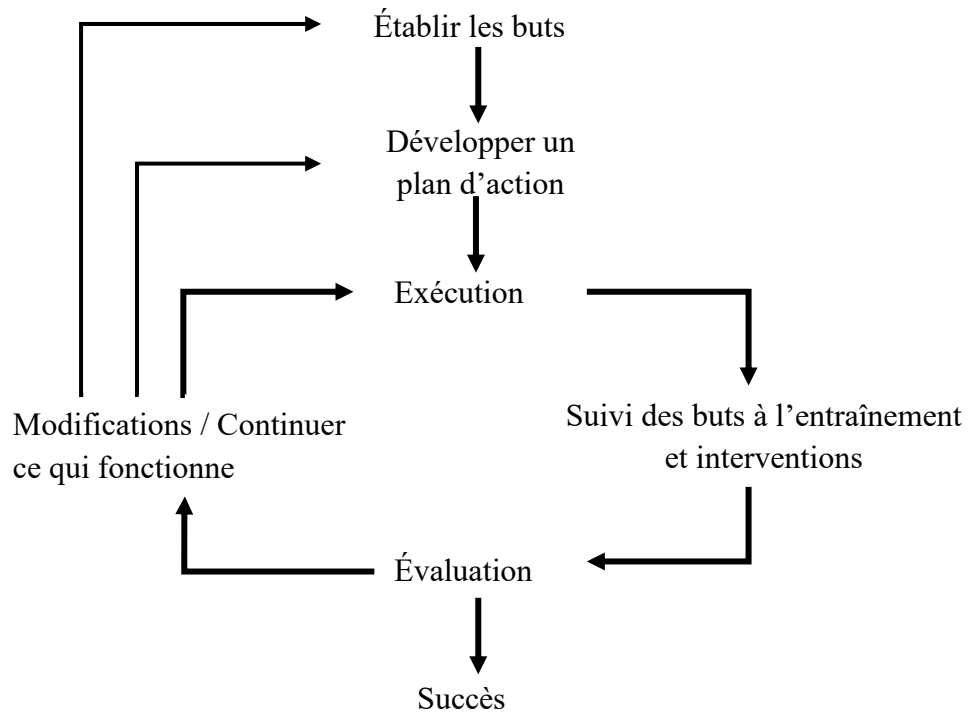 Établir les buts
Développer un
plan d’action
Exécution
Modifications / Continuer
ce qui fonctionne
Suivi des buts à l’entraînement
et interventions
Évaluation
Succès